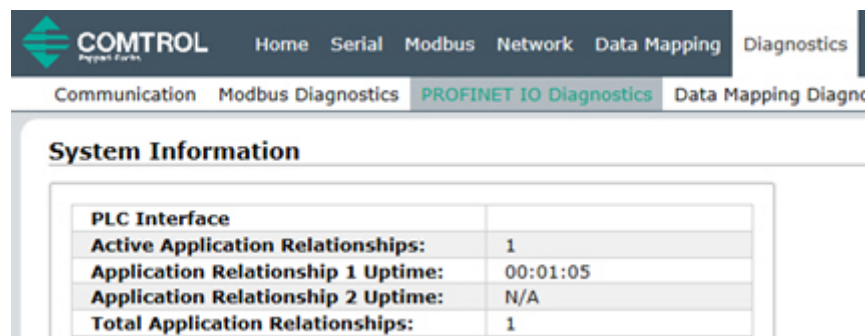 COMTROL Home Serial Modbus Network Data Mapping Diagnostics
Pepperl+Fuchs
Communication Modbus Diagnostics PROFINET IO Diagnostics Data Mapping Diagno
System Information
PLC Interface
Active Application Relationships: 1
Application Relationship 1 Uptime: 00:01:05
Application Relationship 2 Uptime: N/A
Total Application Relationships: 1